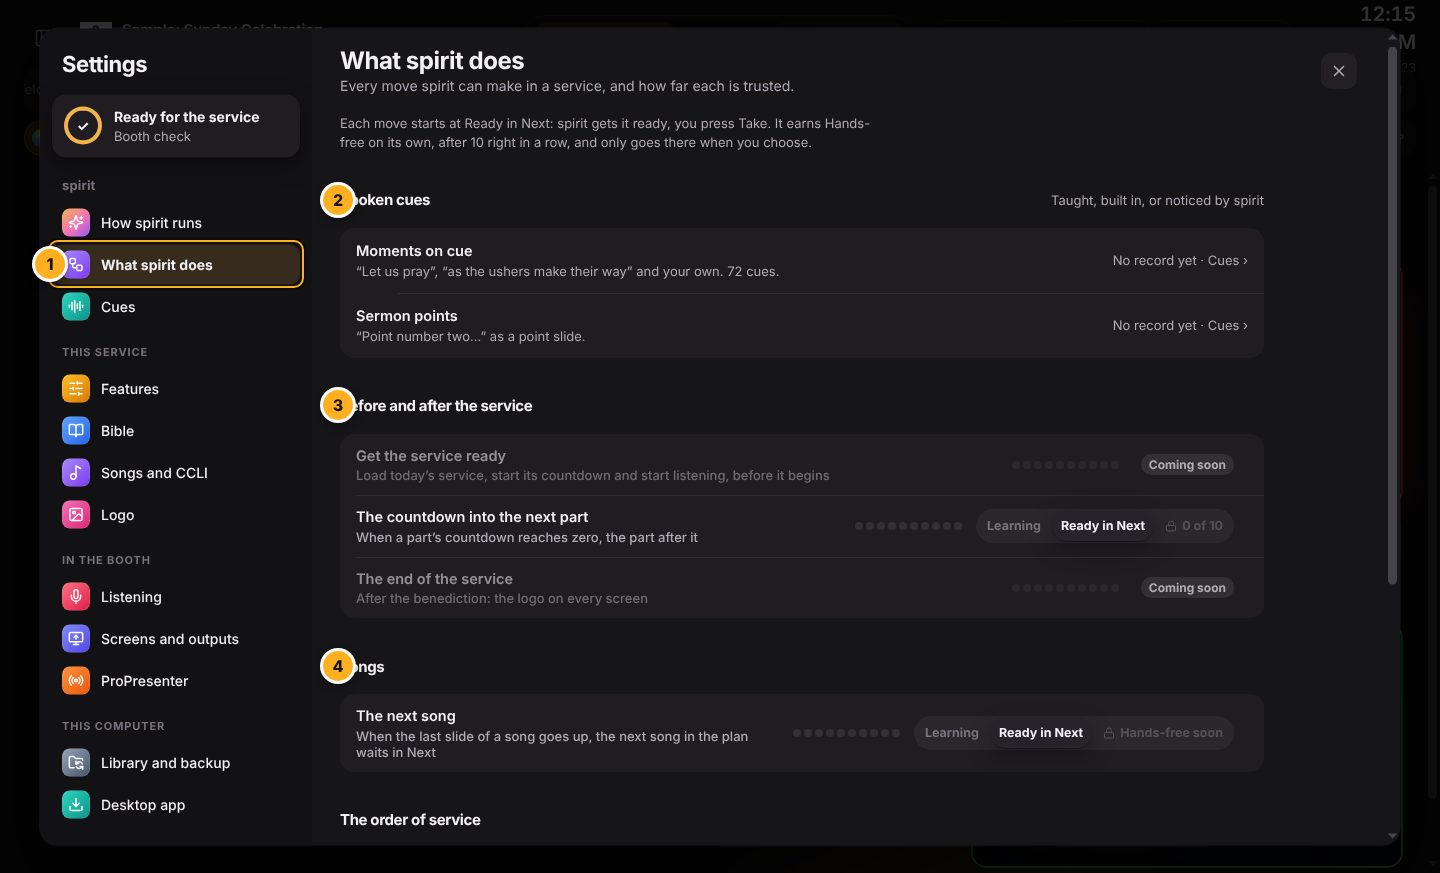 12:15
Settings
Ready for the service
Booth check
spirit
How spirit runs
1
What spirit does
Cues
THIS SERVICE
Features
Bible
Songs and CCLI
Logo
IN THE BOOTH
Listening
Screens and outputs
ProPresenter
THIS COMPUTER
Library and backup
Desktop app
What spirit does
Every move spirit can make in a service, and how far each is trusted.
Each move starts at Ready in Next: spirit gets it ready, you press Take. It earns Hands-
free on its own, after 10 right in a row, and only goes there when you choose.
2 oken cues
Taught, built in, or noticed by spirit
Moments on cue
“Let us pray”, “as the ushers make their way” and your own. 72 cues.
No record yet · Cues ›
Sermon points
“Point number two…” as a point slide.
No record yet · Cues ›
3 efore and after the service
Get the service ready
Load today’s service, start its countdown and start listening, before it begins
Coming soon
The countdown into the next part
When a part’s countdown reaches zero, the part after it
Learning Ready in Next 0 of 10
The end of the service
After the benediction: the logo on every screen
Coming soon
4 ongs
The next song
When the last slide of a song goes up, the next song in the plan
waits in Next
Learning Ready in Next Hands-free soon
The order of service